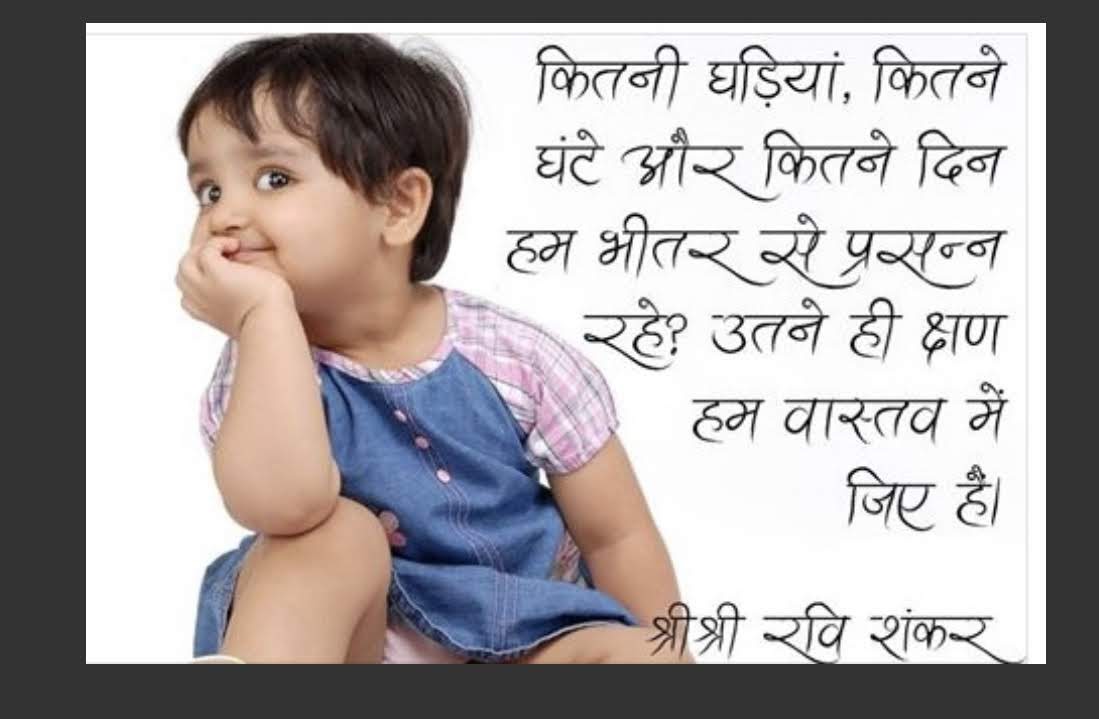 कितनी घड़ियां, कितने
घंटे और कितने दिन
हम भीतर से प्रसन्न
रहे? उतने ही क्षण
हम वास्तव में
जिए हैं।
श्रीश्री रवि शंकर